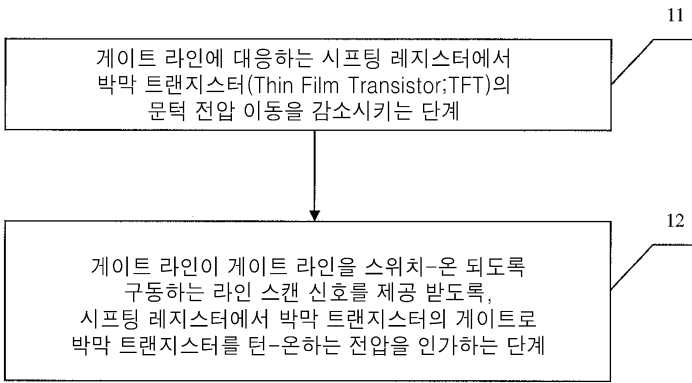 11
게이트 라인에 대응하는 시프팅 레지스터에서
박막 트랜지스터(Thin Film Transistor;TFT)의
문턱 전압 이동을 감소시키는 단계
12
게이트 라인이 게이트 라인을 스위치-온 되도록
구동하는 라인 스캔 신호를 제공 받도록,
시프팅 레지스터에서 박막 트랜지스터의 게이트로
박막 트랜지스터를 턴-온하는 전압을 인가하는 단계